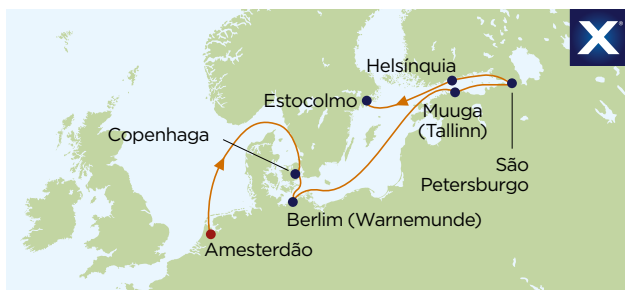 X
Helsínquia
Estocolmo
Muuga
(Tallinn)
Copenhaga
São
Petersburgo
Berlim (Warnemunde)
Amesterdão